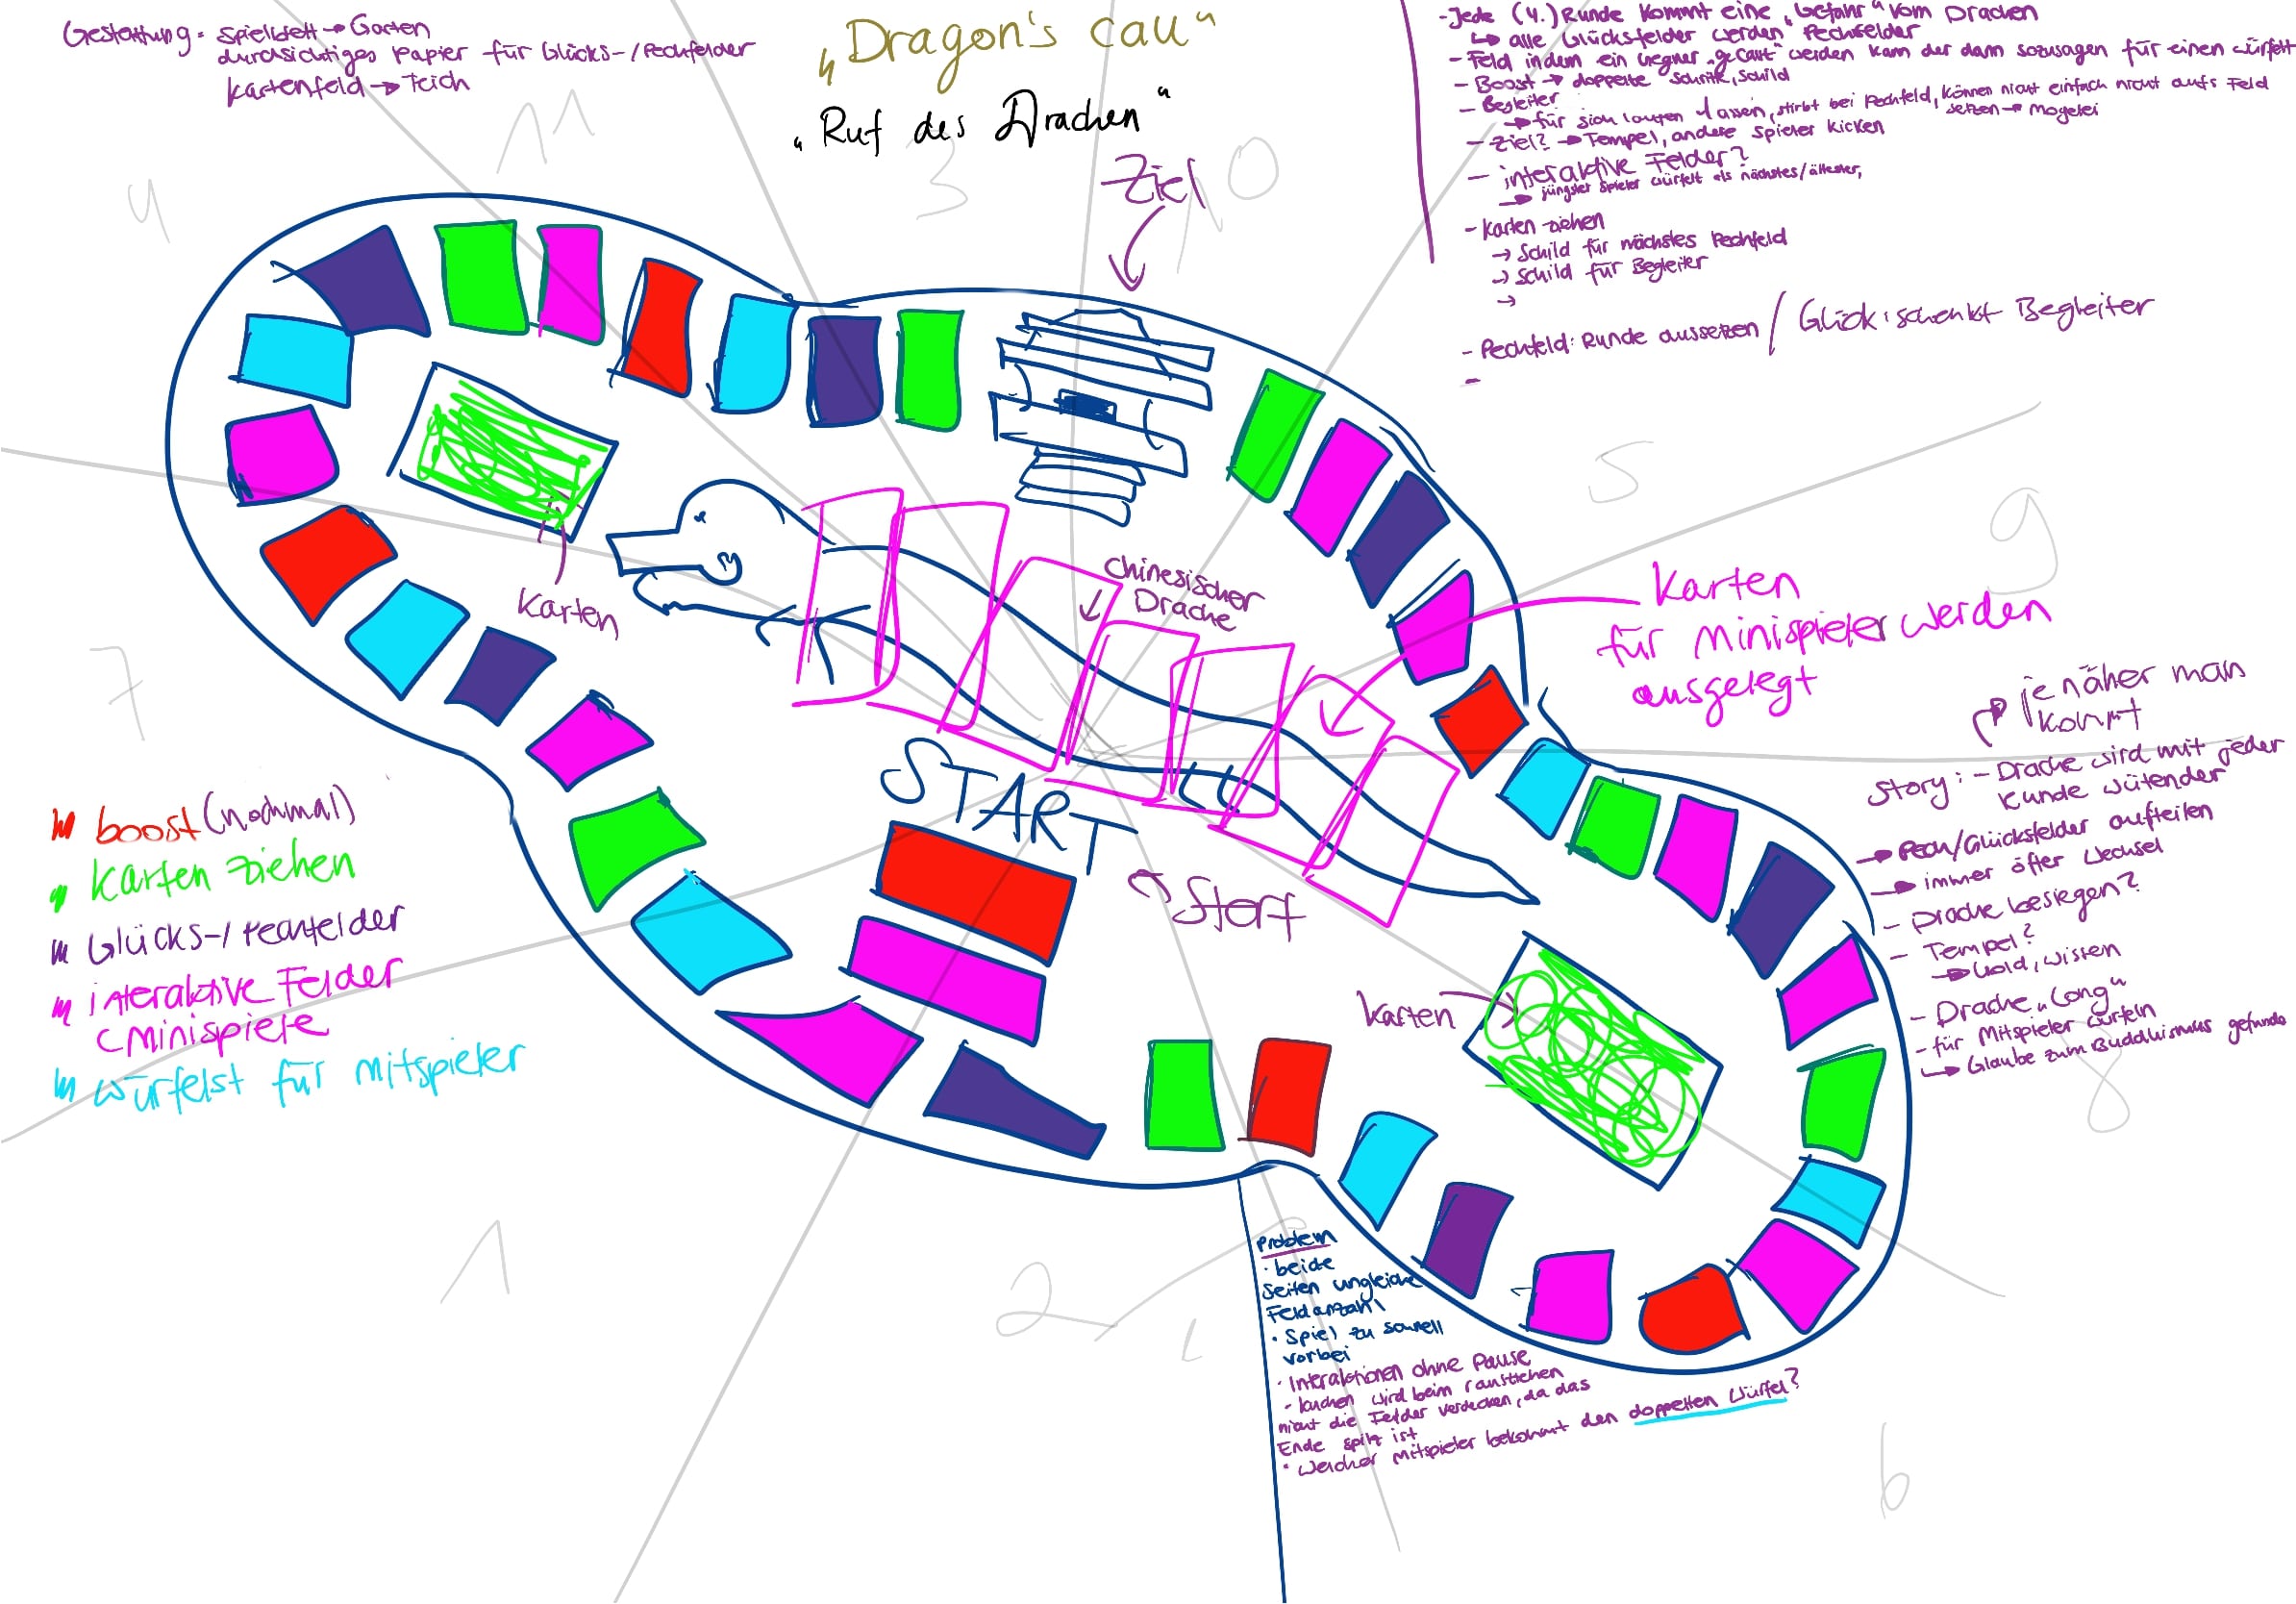 Gestaltung: Spielbrett → Garten
durchsichtiges Papier für Glücks-/Pechfelder
Kartenfeld → Teich
„Dragon's call"
„Ruf des Drachen"
Ziel
-Jede (4.) Runde kommt eine „Gefahr" vom Drachen
↳ alle Glücksfelder werden Pechfelder
- Feld indem ein Gegner werden kann der dann sozusagen für einen würfelt
- Boost → doppelte Schritte, Schild
- Begleiter
→ für sich laufen lassen, stirbt bei Pechfeld, können nicht einfach nicht aufs Feld
setzen → Mogelei
- Ziel? → Tempel, andere Spieler kicken
- interaktive Felder?
→ jüngster Spieler würfelt als nächstes/ältester,
- Karten ziehen
→ Schild für nächstes Pechfeld
→ Schild für Begleiter
→
- Pechfeld: Runde aussetzen / Glück: schenkt Begleiter
-
11
4
3
10
5
9
7
8
1
2
6
Karten
chinesischer
Drache
Karten
für Minispieler werden
ausgelegt
START
Start
Karten
boost (nochmal)
Karten ziehen
Glücks-/Pechfelder
interaktive Felder
(Minispiele
würfelst für mitspieler
je näher man
kommt
Story: - Drache wird mit jeder
Runde wütender
→ Pech/Glücksfelder aufteilen
→ immer öfter Wechsel
- Drache besiegen?
- Tempel?
→ Gold, Wissen
- Drache „Long"
- für Mitspieler würfeln
↳ Glaube zum Buddhismus gefunde
Problem
· beide
Seiten ungleiche
Feldanzahl
· Spiel zu schnell
vorbei
· Interaktionen ohne Pause
- wird beim rausziehen
nicht die Felder verdecken, da das
Ende spitz ist
· welcher Mitspieler bekommt den doppelten Würfel?